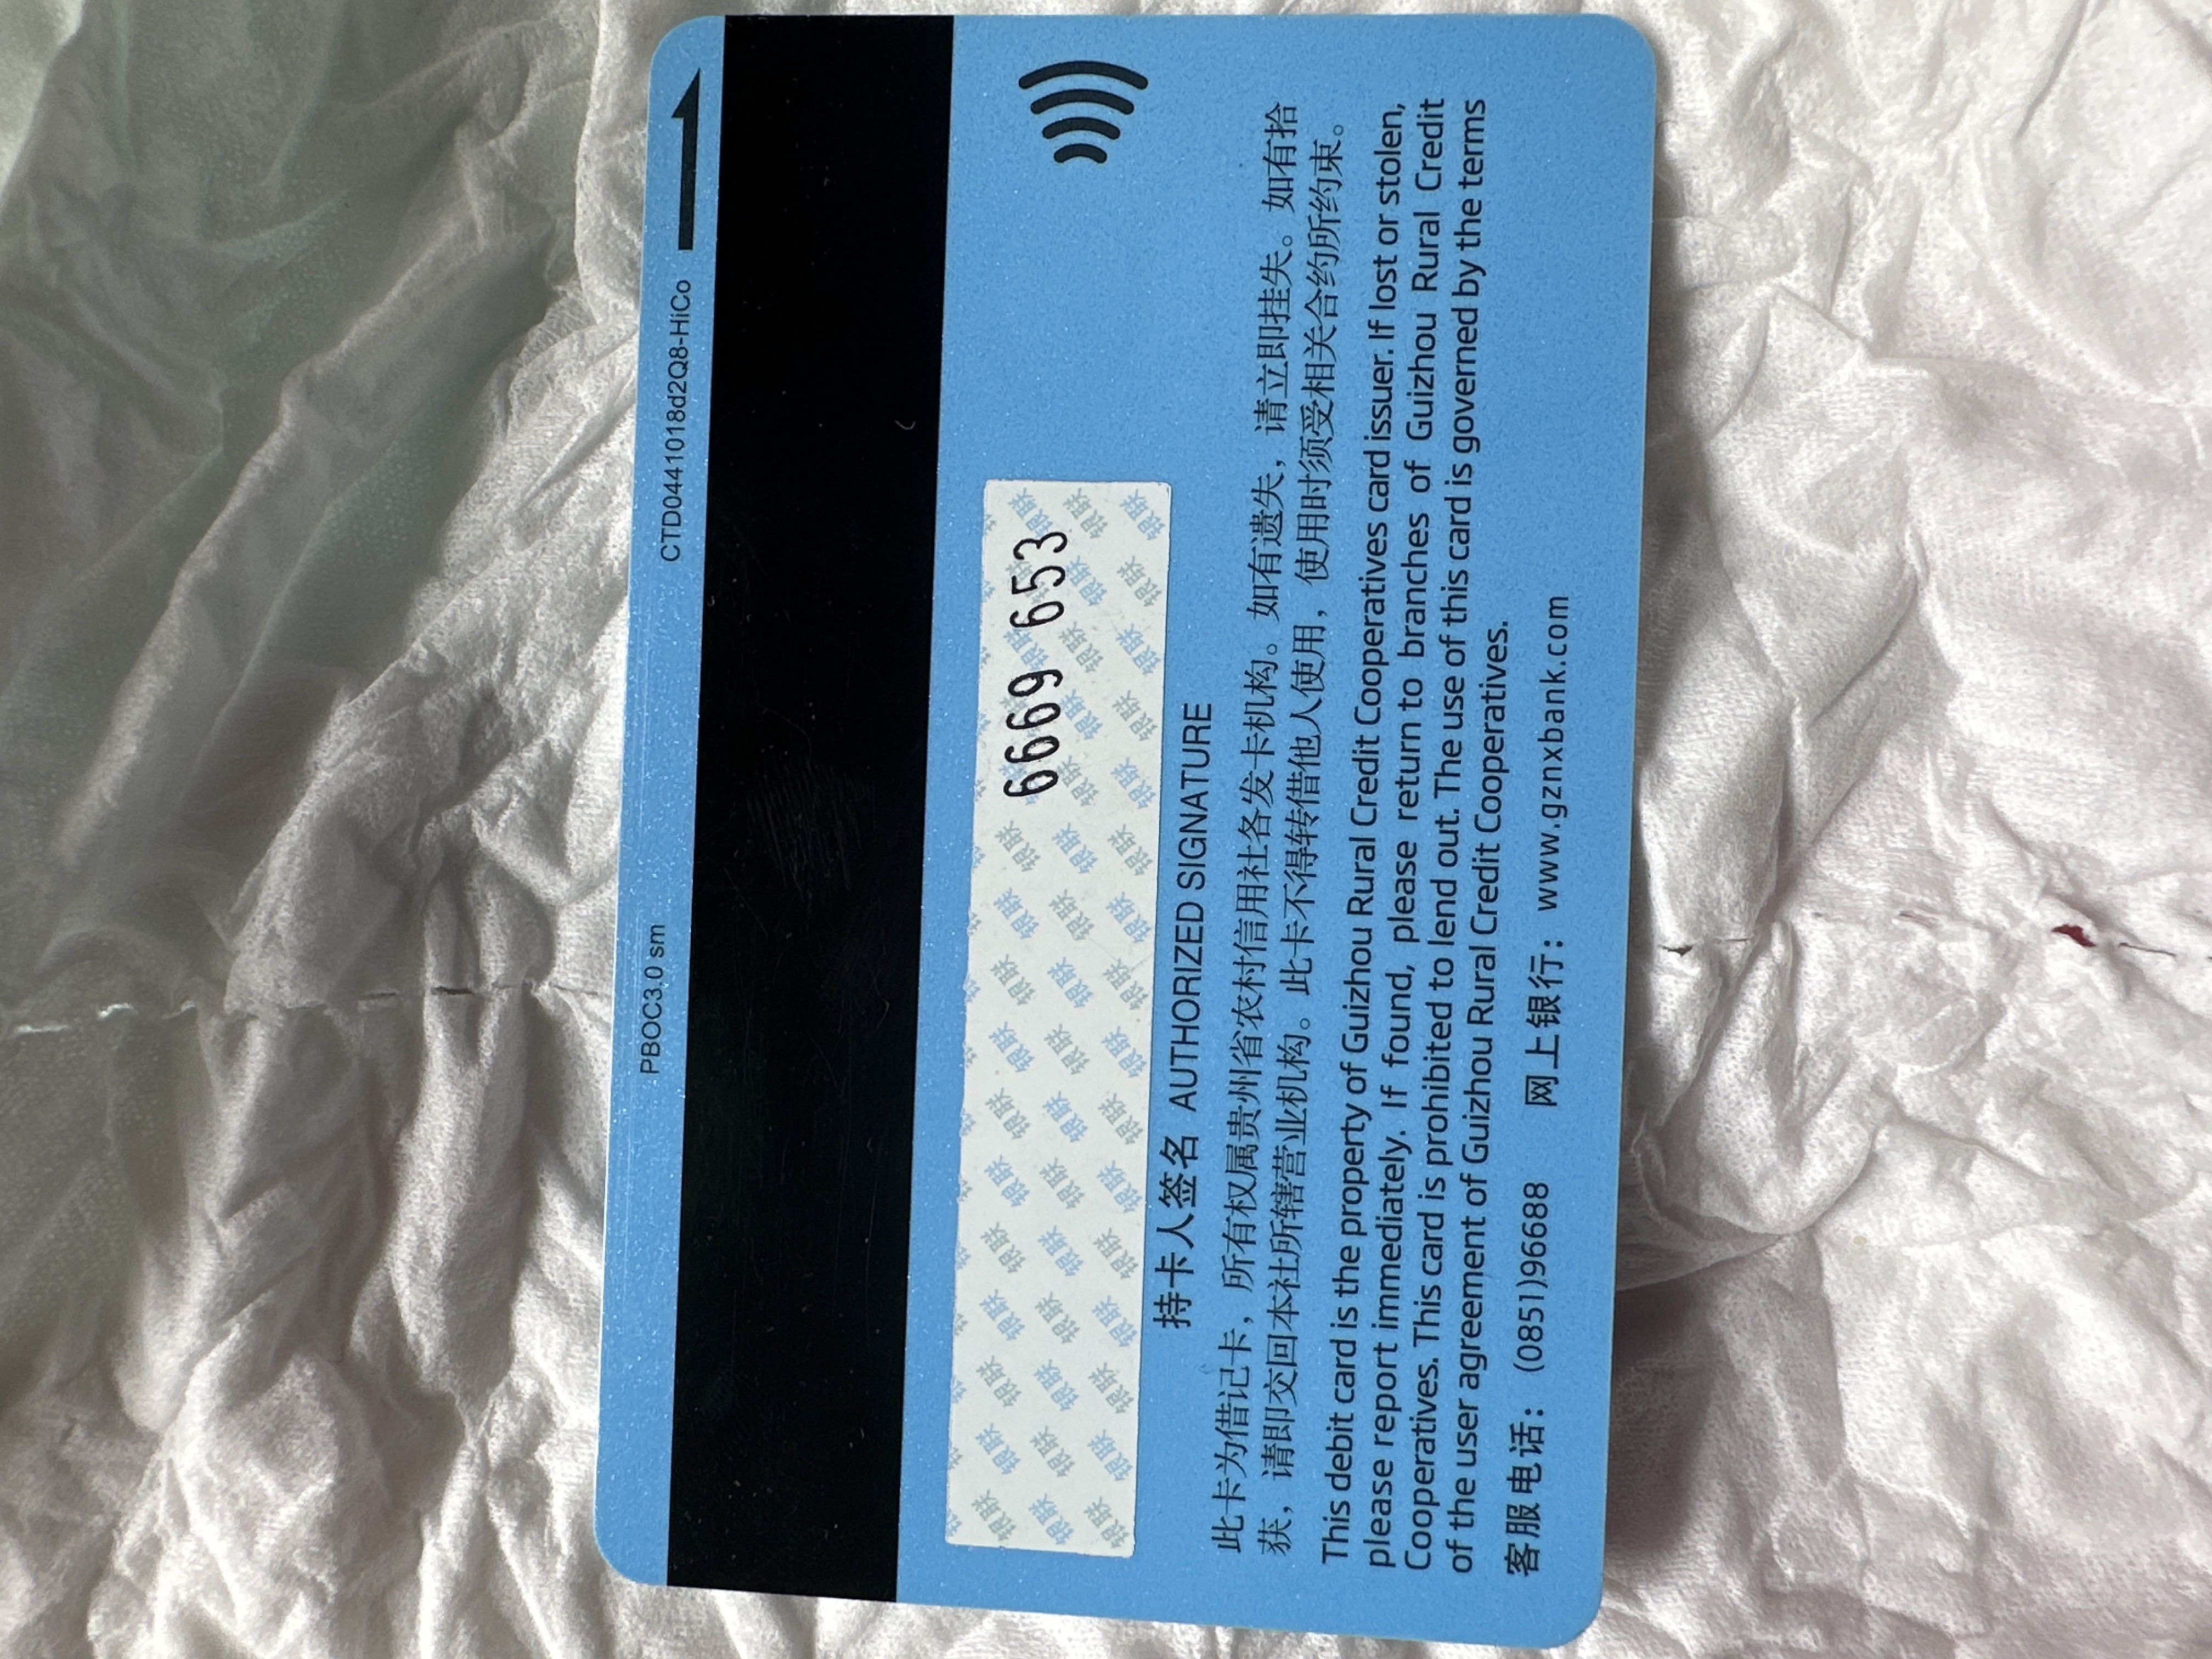 PBOC3.0 sm CTD0441018d2Q8-HiCo
6669 653
持卡人签名 AUTHORIZED SIGNATURE
此卡为借记卡，所有权属贵州省农村信用社各发卡机构。如有遗失，请立即挂失。如有拾
获，请即交回本社所辖营业机构。此卡不得转借他人使用，使用时须受相关合约所约束。
This debit card is the property of Guizhou Rural Credit Cooperatives card issuer. If lost or stolen,
please report immediately. If found, please return to branches of Guizhou Rural Credit
Cooperatives. This card is prohibited to lend out. The use of this card is governed by the terms
of the user agreement of Guizhou Rural Credit Cooperatives.
客服电话：(0851)96688 网上银行：www.gznxbank.com